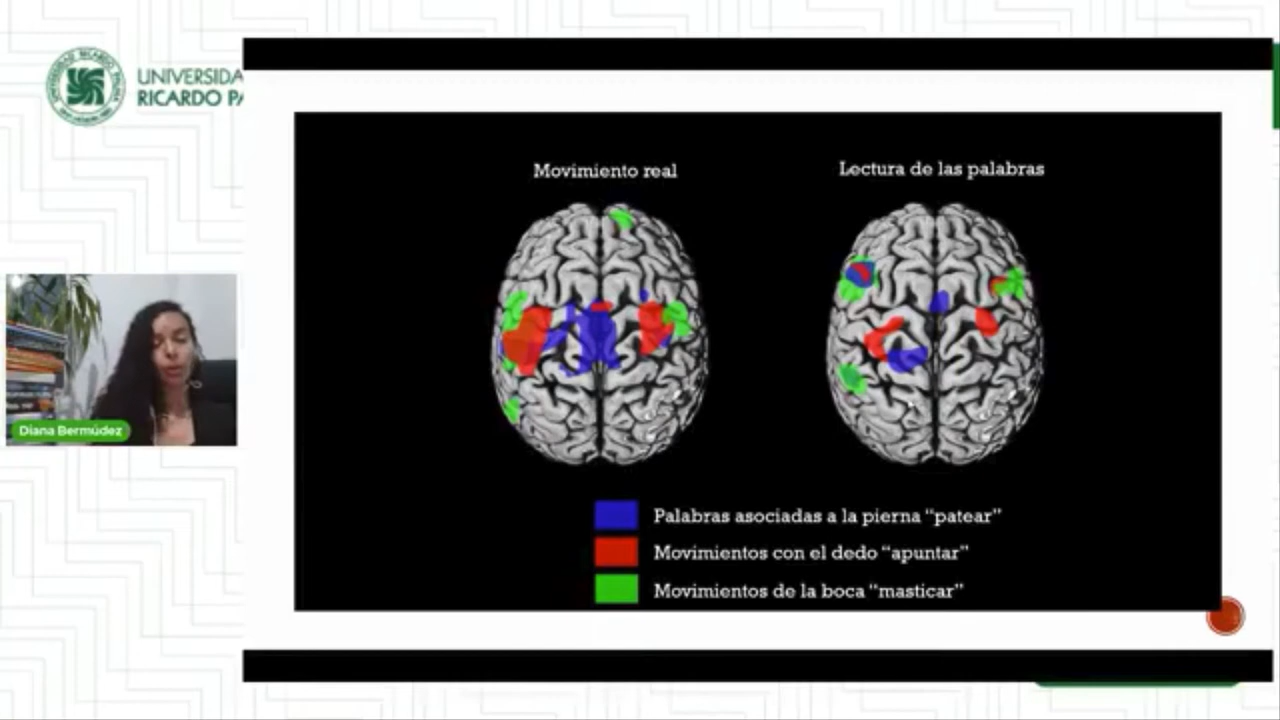 UNIVERSIDA
RICARDO PA
Movimiento real
Lectura de las palabras
Diana Bermúdez
Palabras asociadas a la pierna “patear”
Movimientos con el dedo “apuntar”
Movimientos de la boca “masticar”